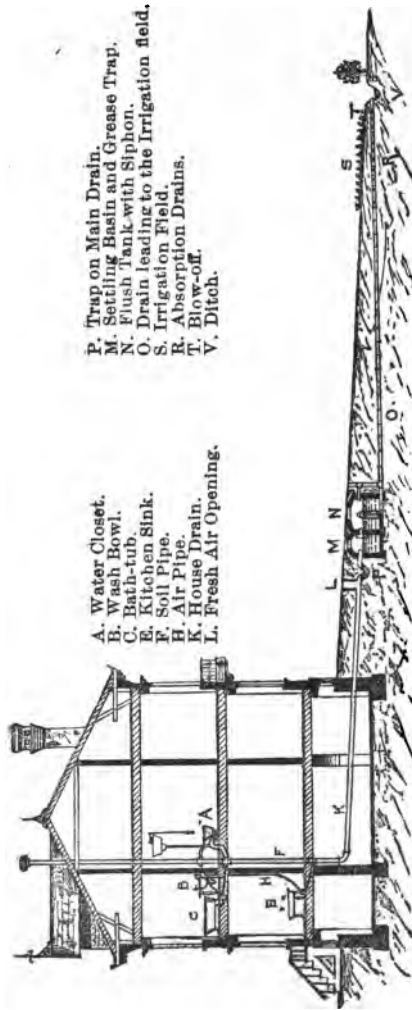 A. Water Closet.
B. Wash Bowl.
C. Bath-tub.
E. Kitchen Sink.
F. Soil Pipe.
H. Air Pipe.
K. House Drain.
L. Fresh Air Opening.
P. Trap on Main Drain.
M. Settling Basin and Grease Trap.
N. Flush Tank with Siphon.
O. Drain leading to the Irrigation field.
S. Irrigation Field.
R. Absorption Drains.
T. Blow-off.
V. Ditch.
A
B
C
H
E
F
K
L M N
P
O.
S
T
R
V